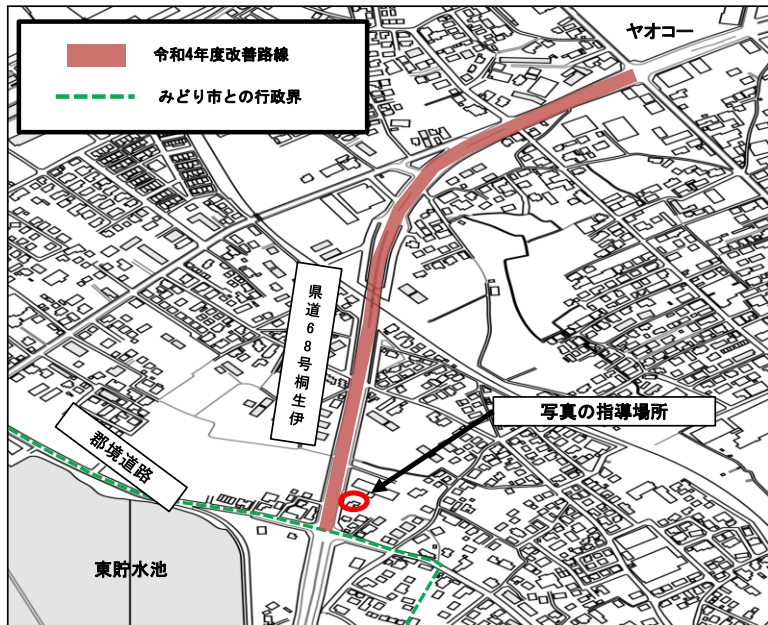 ヤオコー
令和4年度改善路線
みどり市との行政界
県道68号桐生伊
写真の指導場所
郡境道路
東貯水池